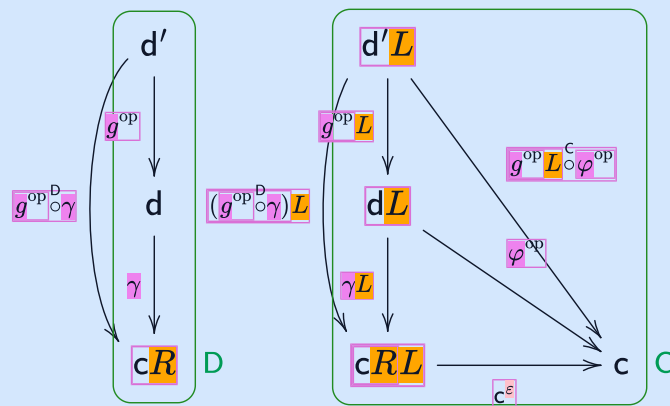 d′ d′L
g^op g^op L
g^op ∘^D γ (g^op ∘^D γ)L g^op L ∘^C φ^op
d dL
φ^op
γ γL
cR D cRL c C
c^ε